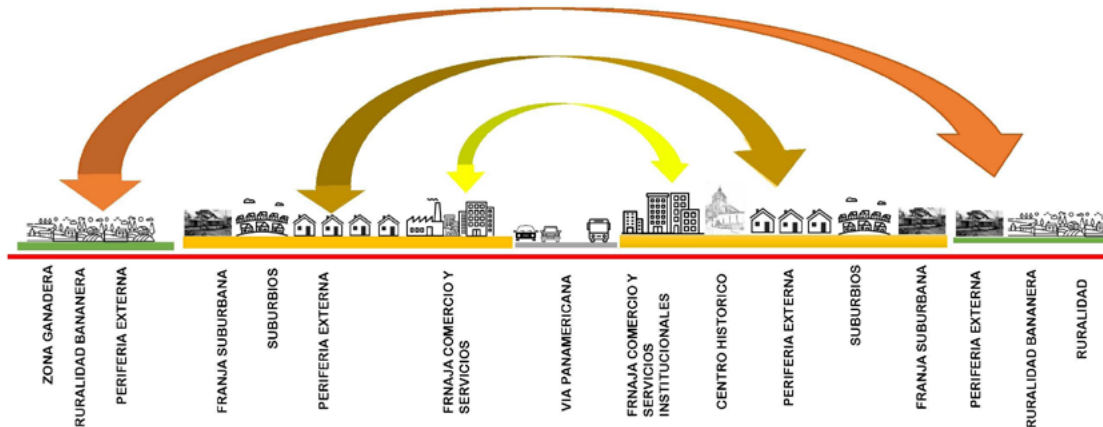 ZONA GANADERA
RURALIDAD BANANERA
PERIFERIA EXTERNA
FRANJA SUBURBANA
SUBURBIOS
PERIFERIA EXTERNA
FRNAJA COMERCIO Y
SERVICIOS
VIA PANAMERICANA
FRNAJA COMERCIO Y
SERVICIOS
INSTITUCIONALES
CENTRO HISTORICO
PERIFERIA EXTERNA
SUBURBIOS
FRANJA SUBURBANA
PERIFERIA EXTERNA
RURALIDAD BANANERA
RURALIDAD